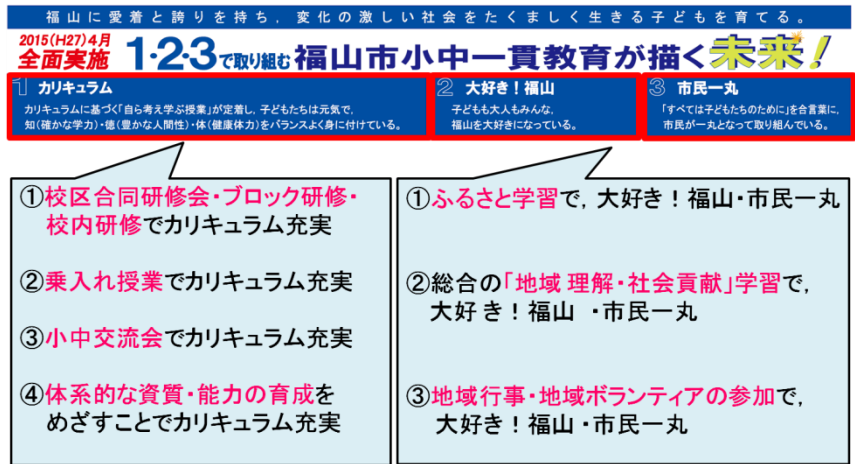 福山に愛着と誇りを持ち，変化の激しい社会をたくましく生きる子どもを育てる。
2015(H27)4月
全面実施 1・2・3で取り組む福山市小中一貫教育が描く未来！
1 カリキュラム
カリキュラムに基づく「自ら考え学ぶ授業」が定着し，子どもたちは元気で，
知(確かな学力)・徳(豊かな人間性)・体(健康体力)をバランスよく身に付けている。
2 大好き！福山
子どもも大人もみんな，
福山を大好きになっている。
3 市民一丸
「すべては子どもたちのために」を合言葉に，
市民が一丸となって取り組んでいる。
①校区合同研修会・ブロック研修・
校内研修でカリキュラム充実
②乗入れ授業でカリキュラム充実
③小中交流会でカリキュラム充実
④体系的な資質・能力の育成を
めざすことでカリキュラム充実
①ふるさと学習で，大好き！福山・市民一丸
②総合の「地域 理解・社会貢献」学習で，
大好 き！福山 ・市民一丸
③地域行事・地域ボランティアの参加で，
大好き！福山 ・市民一丸